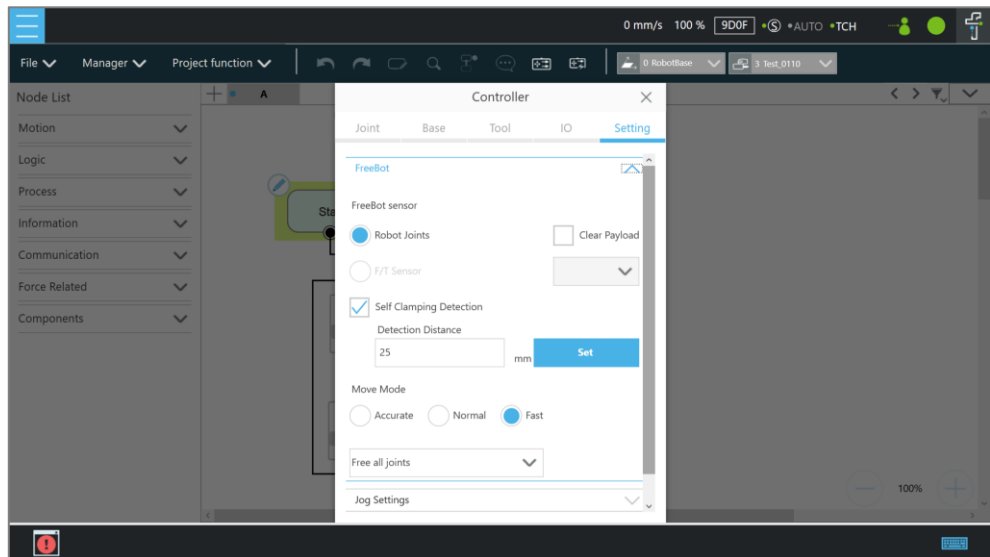 0 mm/s 100 % 9D0F •Ⓢ •AUTO •TCH
File Manager Project function 0 RobotBase 3 Test_0110
Node List
A
Motion
Logic
Process
Information
Communication
Force Related
Components
Sta
Controller
Joint Base Tool IO Setting
FreeBot
FreeBot sensor
Robot Joints Clear Payload
F/T Sensor
Self Clamping Detection
Detection Distance
25 mm Set
Move Mode
Accurate Normal Fast
Free all joints
Jog Settings
100%